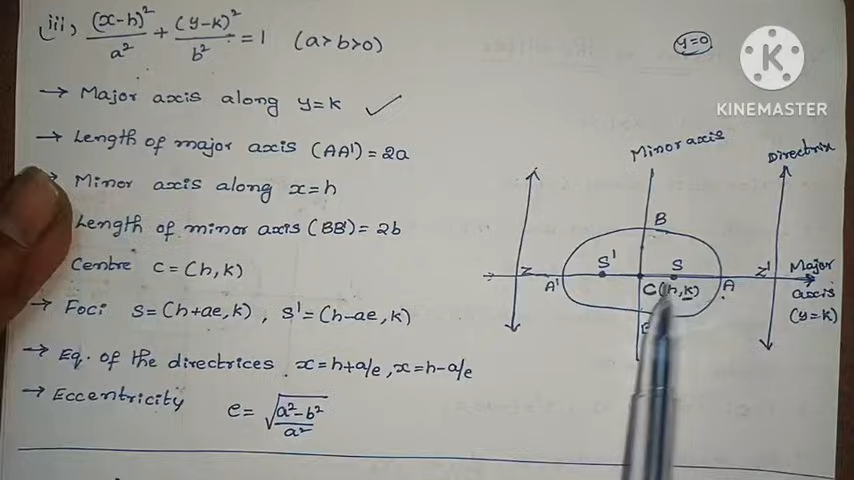 (iii) (x-h)²/a² + (y-k)²/b² = 1 (a>b>0)
y=0
KINEMASTER
→ Major axis along y=k ✓
→ Length of major axis (AA') = 2a
→ Minor axis along x=h
Length of minor axis (BB') = 2b
Centre C = (h,k)
→ Foci S = (h+ae,k), S' = (h-ae,k)
→ Eq. of the directrices x=h+a/e, x=h-a/e
→ Eccentricity e = √(a²-b²/a²)
Minor axis
Directrix
B
Z A' S' S A Z'
C(h,k)
Major
axis
(y=k)